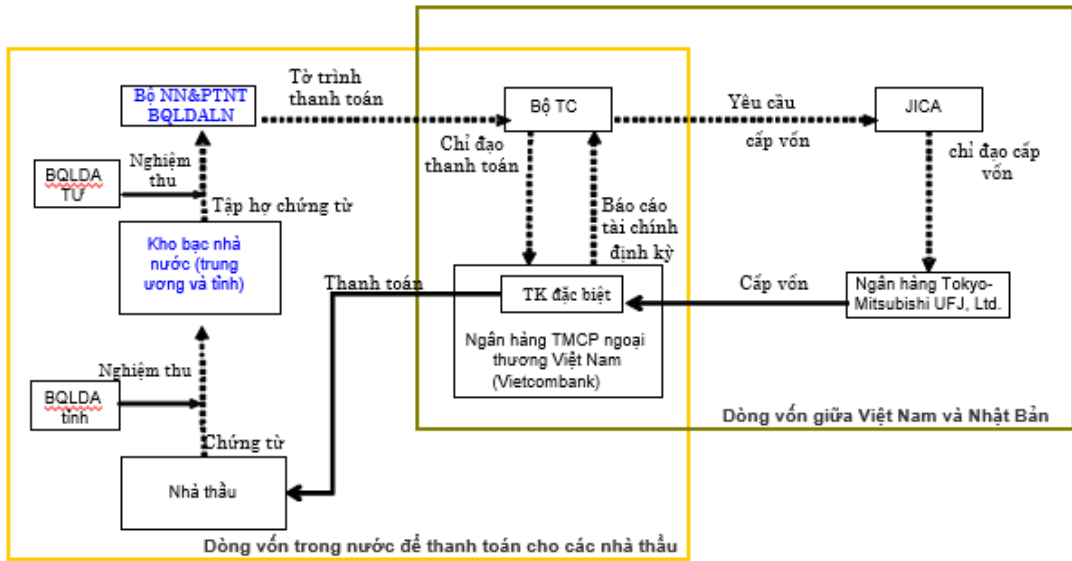 Tờ trình
thanh toán
Bộ NN&PTNT
BQLDALN
Bộ TC
Yêu cầu
cấp vốn
JICA
Chỉ đạo
thanh toán
chỉ đạo cấp
vốn
Nghiệm
thu
BQLDA
TƯ
Tập hợ chứng từ
Báo cáo
tài chính
định kỳ
Kho bạc nhà
nước (trung
ương và tỉnh)
Thanh toán
TK đặc biệt
Cấp vốn
Ngân hàng Tokyo-
Mitsubishi UFJ, Ltd.
Ngân hàng TMCP ngoại
thương Việt Nam
(Vietcombank)
Nghiệm thu
BQLDA
tỉnh
Dòng vốn giữa Việt Nam và Nhật Bản
Chứng từ
Nhà thầu
Dòng vốn trong nước để thanh toán cho các nhà thầu